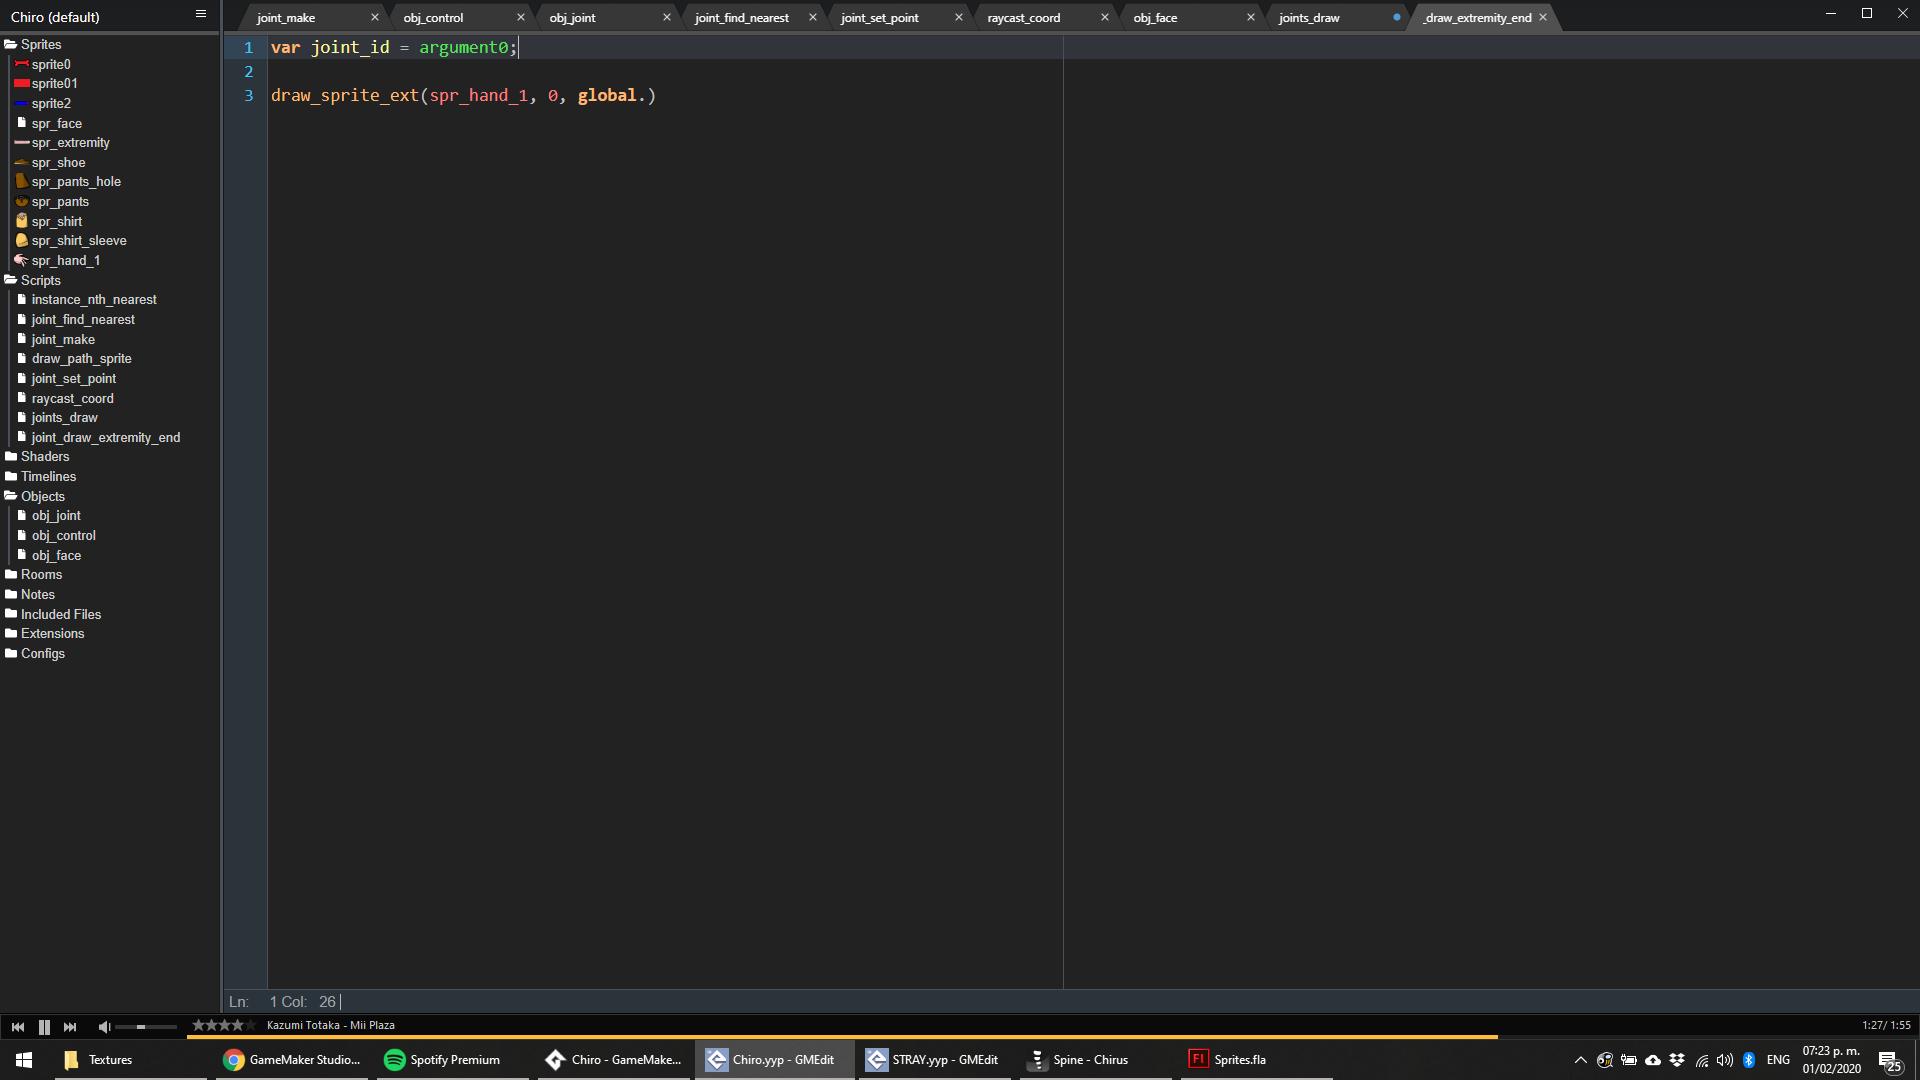 Chiro (default)
joint_make
obj_control
obj_joint
joint_find_nearest
joint_set_point
raycast_coord
obj_face
joints_draw
_draw_extremity_end
Sprites
sprite0
sprite01
sprite2
spr_face
spr_extremity
spr_shoe
spr_pants_hole
spr_pants
spr_shirt
spr_shirt_sleeve
spr_hand_1
Scripts
instance_nth_nearest
joint_find_nearest
joint_make
draw_path_sprite
joint_set_point
raycast_coord
joints_draw
joint_draw_extremity_end
Shaders
Timelines
Objects
obj_joint
obj_control
obj_face
Rooms
Notes
Included Files
Extensions
Configs
1 var joint_id = argument0;
2
3 draw_sprite_ext(spr_hand_1, 0, global.)
Ln: 1 Col: 26
Kazumi Totaka - Mii Plaza
1:27/ 1:55
Textures
GameMaker Studio...
Spotify Premium
Chiro - GameMake...
Chiro.yyp - GMEdit
STRAY.yyp - GMEdit
Spine - Chirus
Fl Sprites.fla
ENG
07:23 p. m.
01/02/2020
25